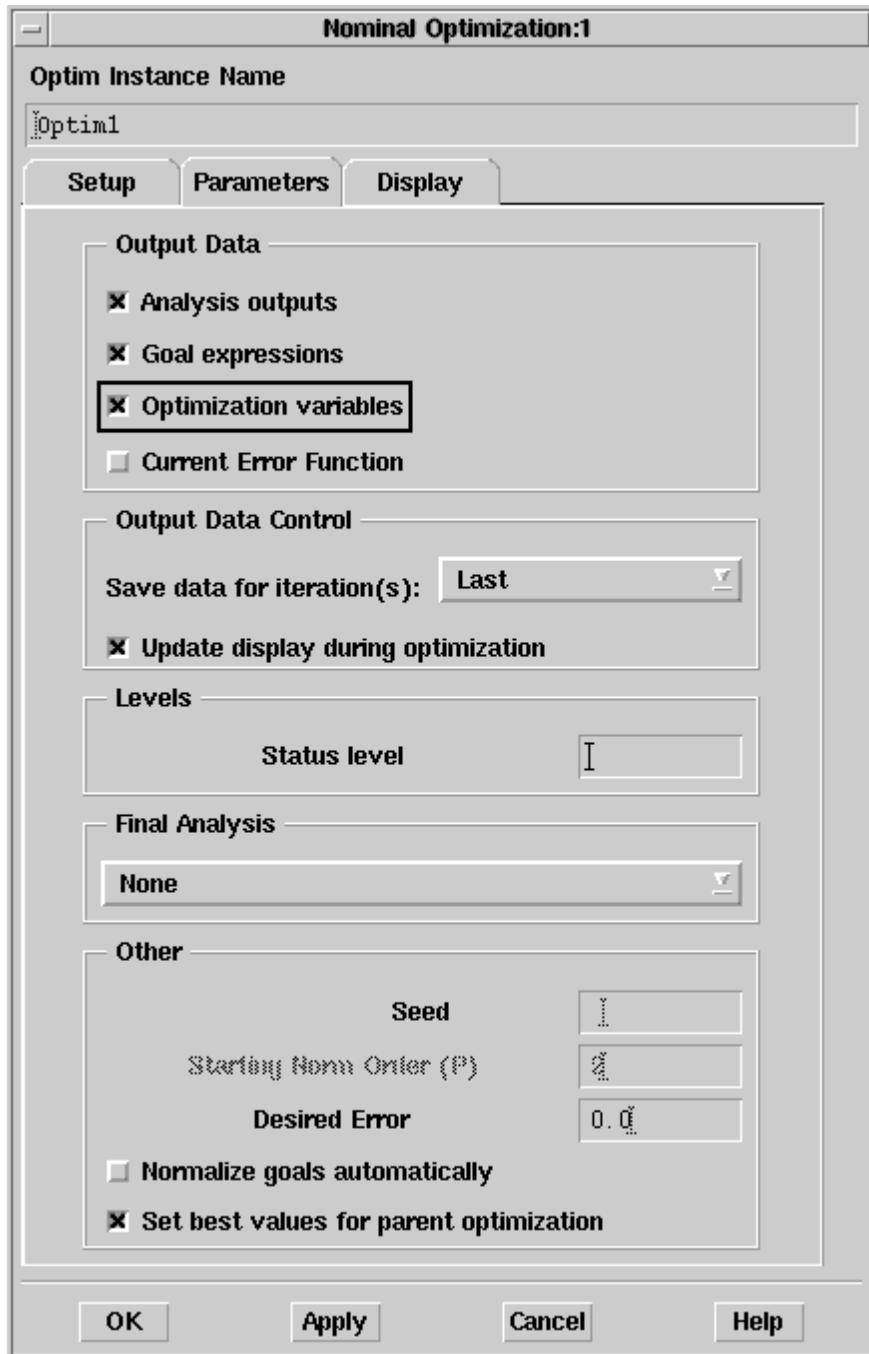 Nominal Optimization:1
Optim Instance Name
Optim1
Setup Parameters Display
Output Data
Analysis outputs
Goal expressions
Optimization variables
Current Error Function
Output Data Control
Save data for iteration(s): Last
Update display during optimization
Levels
Status level
Final Analysis
None
Other
Seed
Starting Norm Order (P) 2
Desired Error 0.0
Normalize goals automatically
Set best values for parent optimization
OK Apply Cancel Help